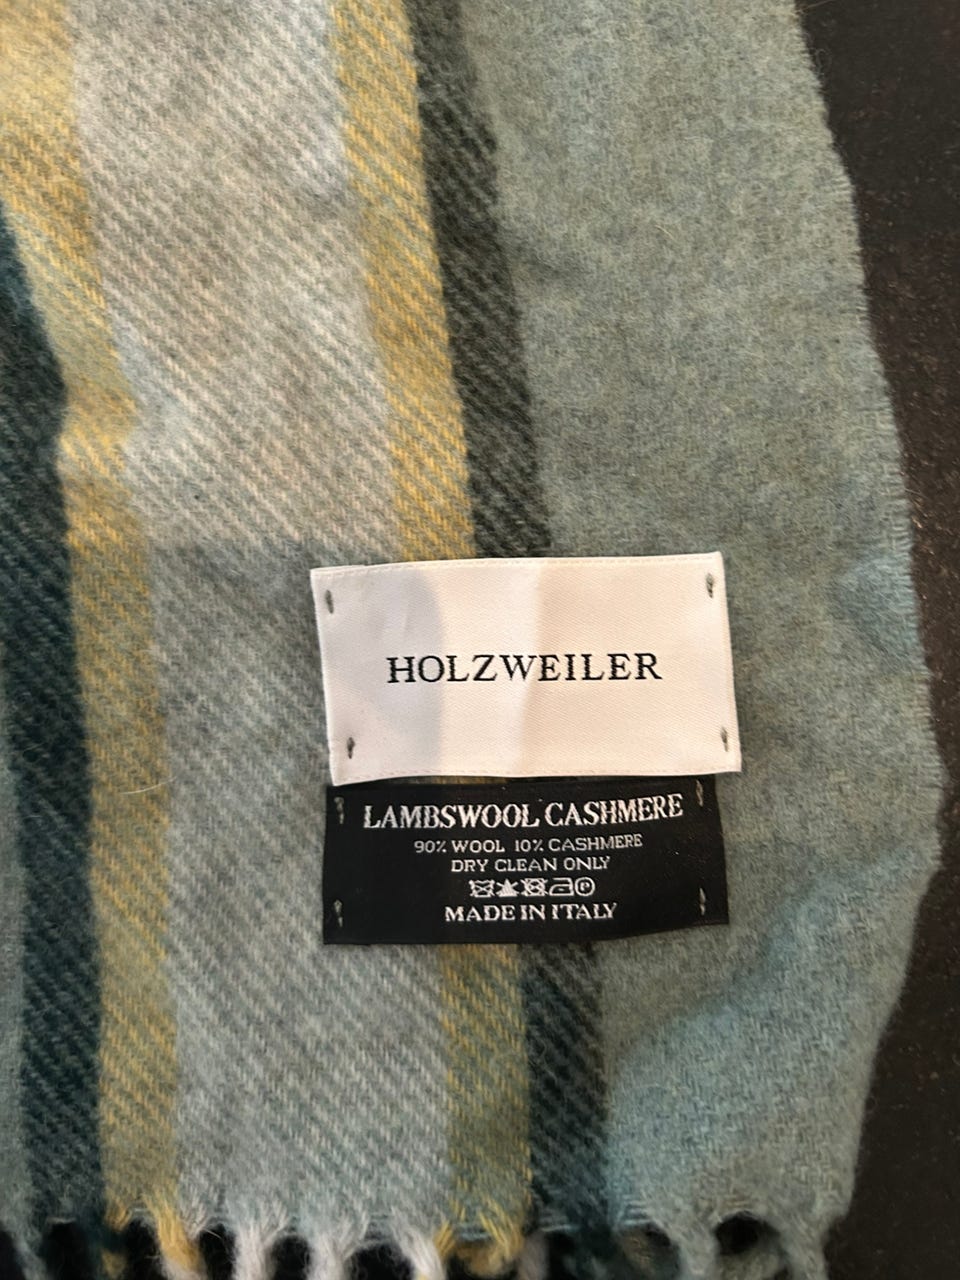 HOLZWEILER
LAMBSWOOL CASHMERE
90% WOOL 10% CASHMERE
DRY CLEAN ONLY
P
MADE IN ITALY